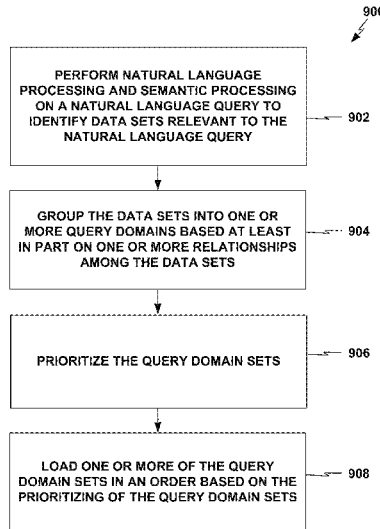 900
PERFORM NATURAL LANGUAGE
PROCESSING AND SEMANTIC PROCESSING
ON A NATURAL LANGUAGE QUERY TO
IDENTIFY DATA SETS RELEVANT TO THE
NATURAL LANGUAGE QUERY
902
GROUP THE DATA SETS INTO ONE OR
MORE QUERY DOMAINS BASED AT LEAST
IN PART ON ONE OR MORE RELATIONSHIPS
AMONG THE DATA SETS
904
PRIORITIZE THE QUERY DOMAIN SETS
906
LOAD ONE OR MORE OF THE QUERY
DOMAIN SETS IN AN ORDER BASED ON THE
PRIORITIZING OF THE QUERY DOMAIN SETS
908